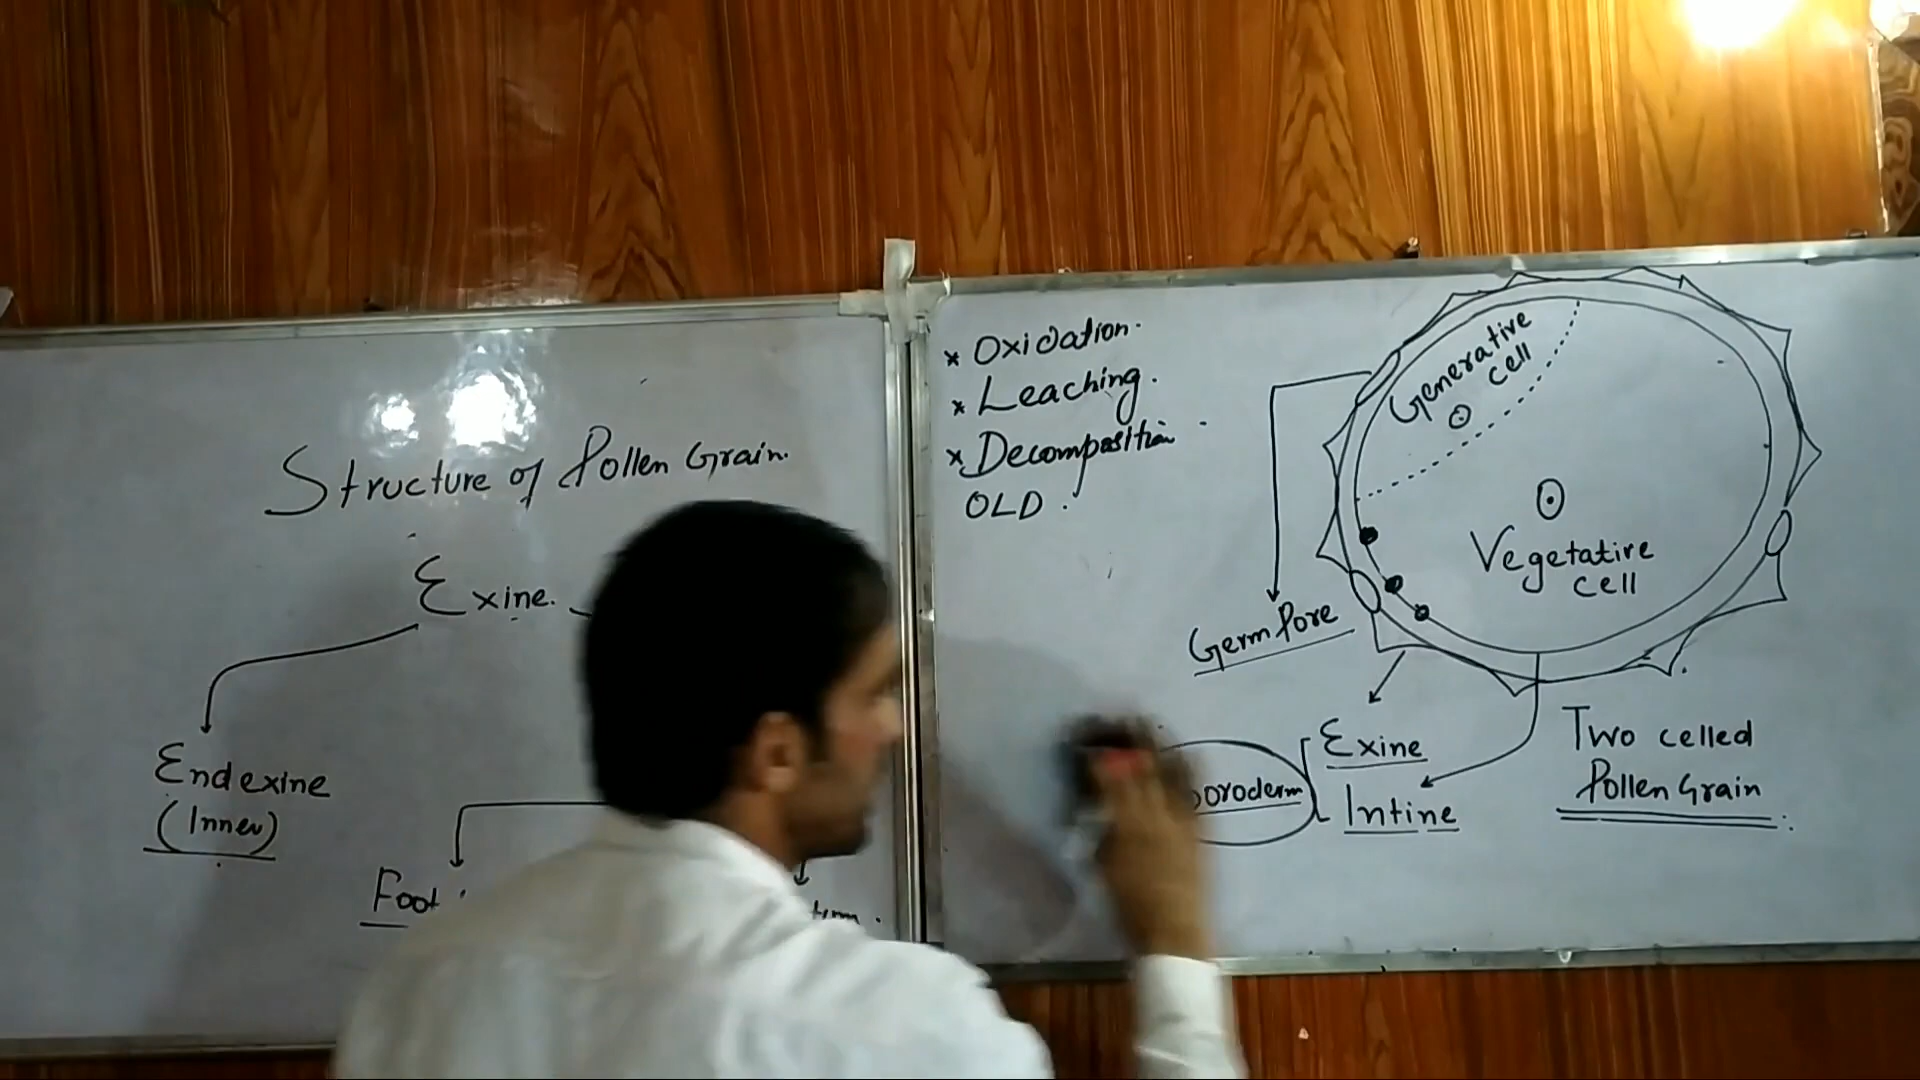 Structure of Pollen Grain.
Exine.
Endexine
(Inner)
Foot
* Oxidation.
* Leaching.
* Decomposition
OLD.
Generative
cell
Vegetative
cell
Germ Pore
Exine
Intine
Two celled
Pollen Grain